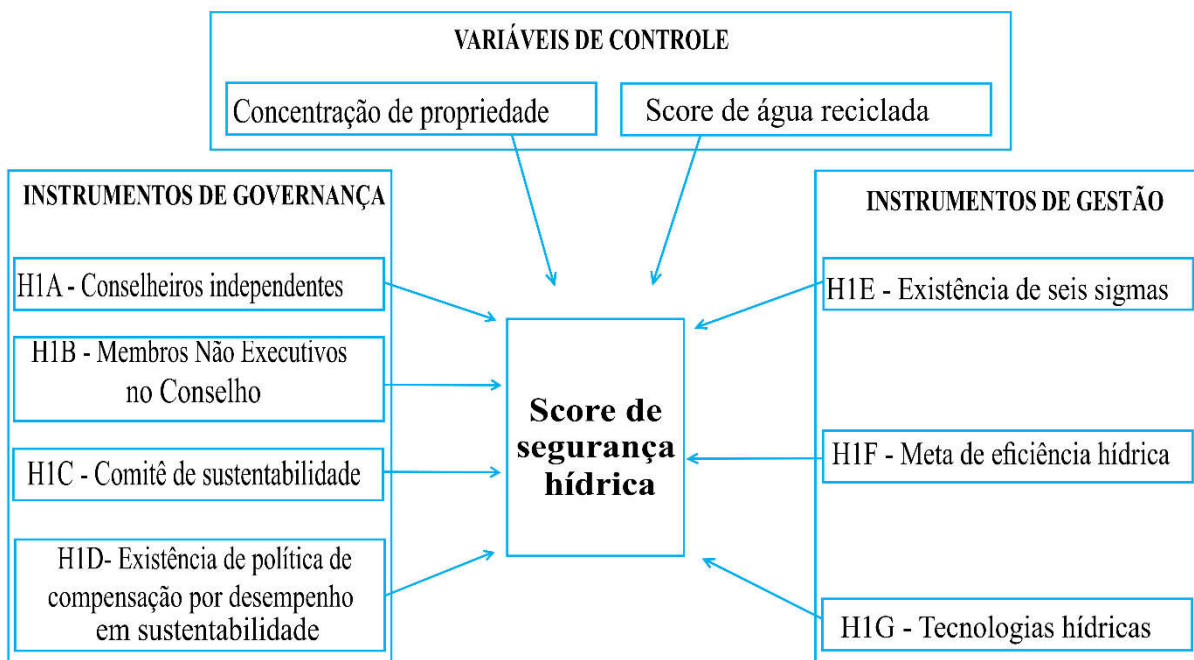 VARIÁVEIS DE CONTROLE
Concentração de propriedade
Score de água reciclada
INSTRUMENTOS DE GOVERNANÇA
H1A - Conselheiros independentes
H1B - Membros Não Executivos
no Conselho
H1C - Comitê de sustentabilidade
H1D- Existência de política de
compensação por desempenho
em sustentabilidade
Score de
segurança
hídrica
INSTRUMENTOS DE GESTÃO
H1E - Existência de seis sigmas
H1F - Meta de eficiência hídrica
H1G - Tecnologias hídricas